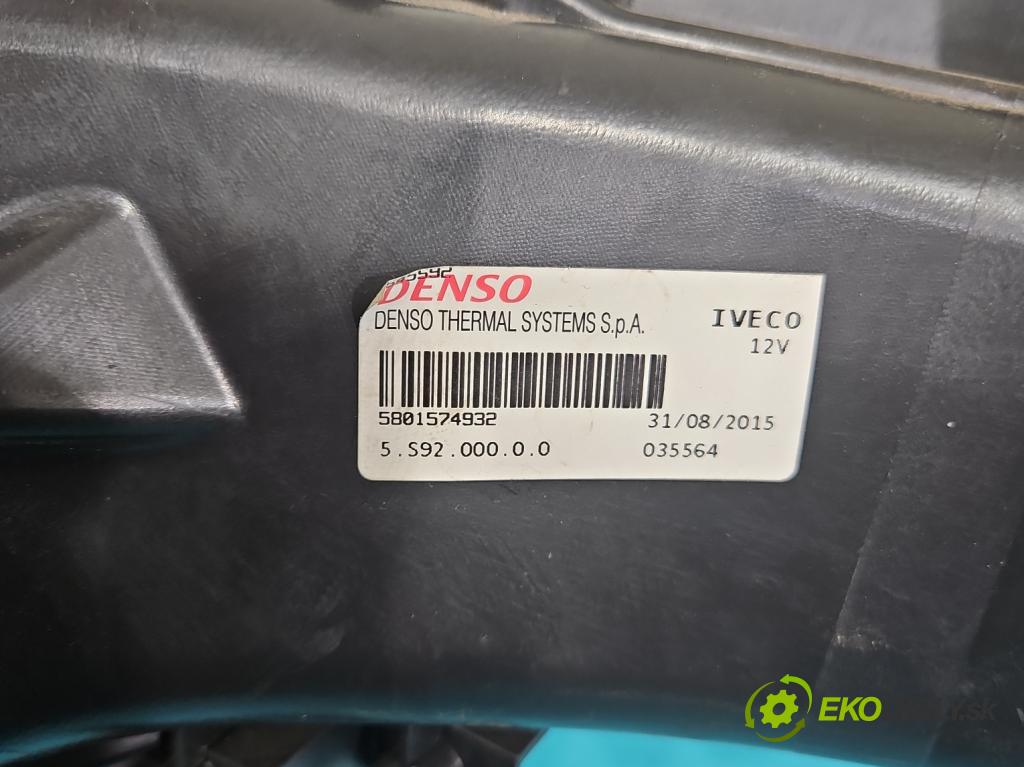 DENSO
DENSO THERMAL SYSTEMS S.p.A.
IVECO
12V
5801574932
31/08/2015
5.S92.000.0.0
035564
EKO